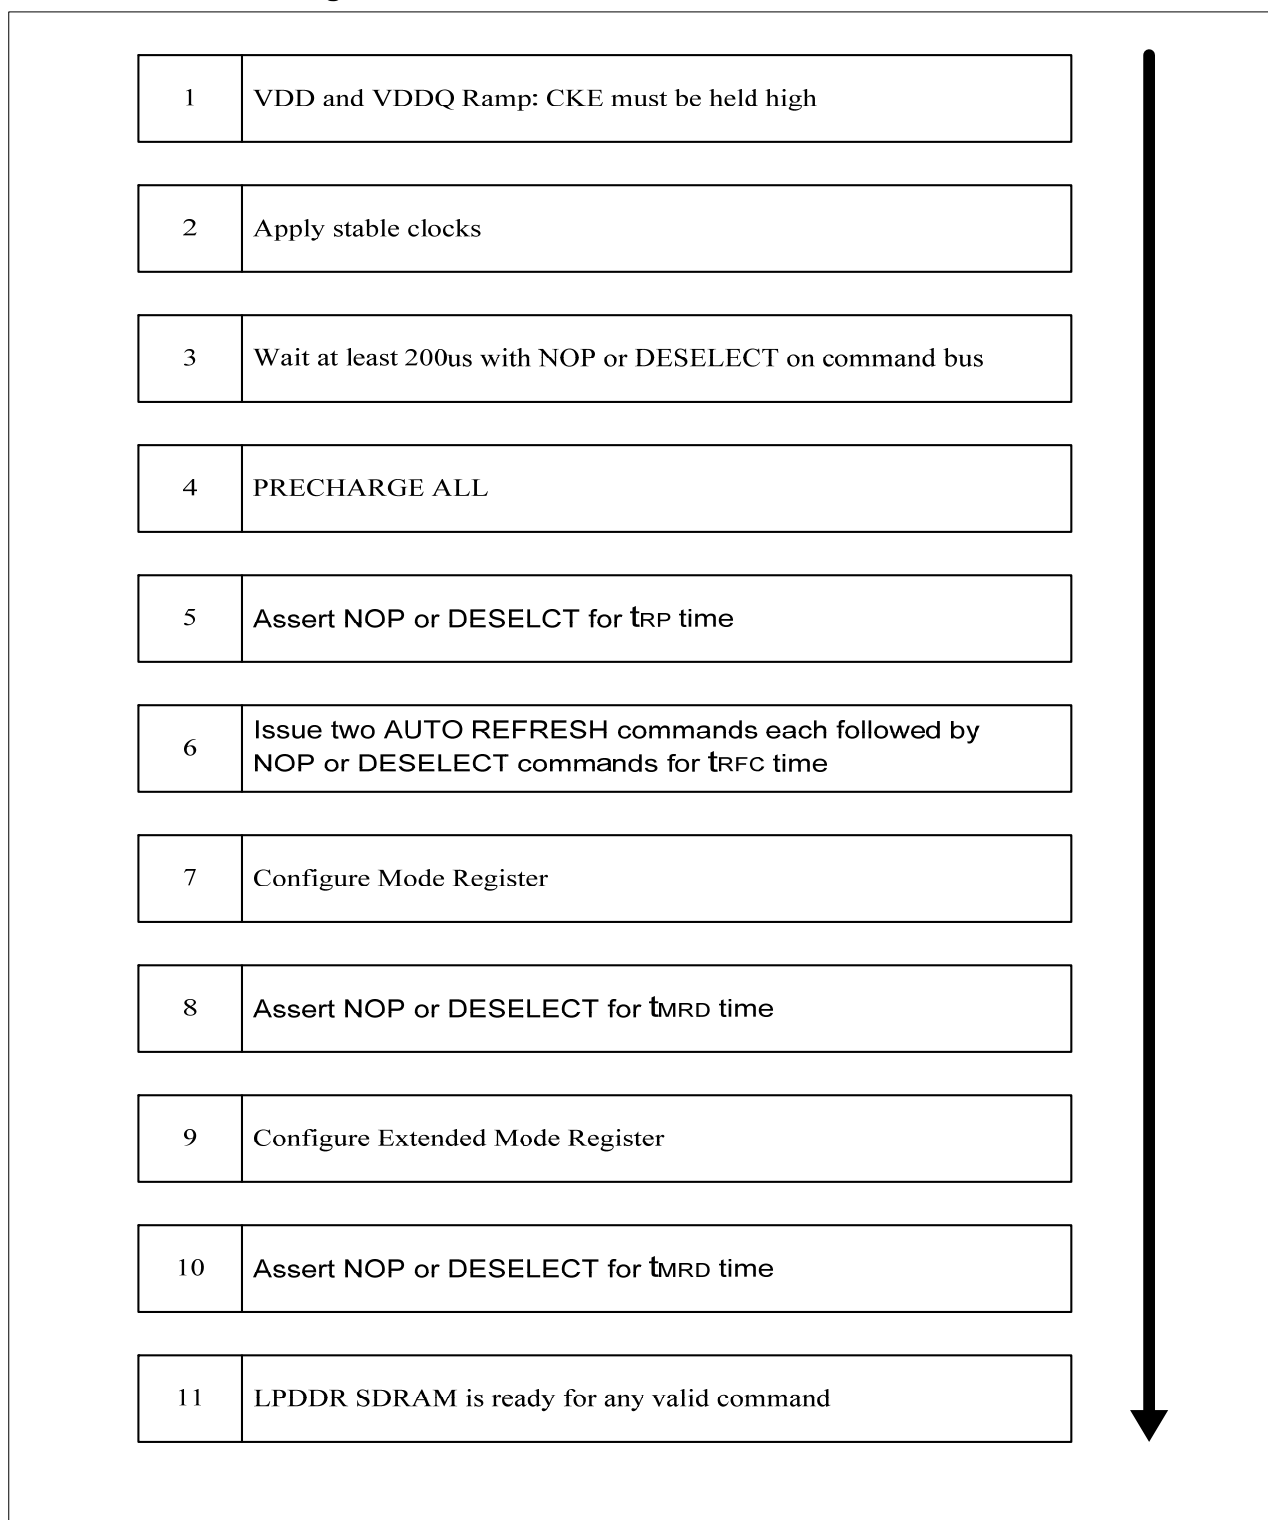 1 VDD and VDDQ Ramp: CKE must be held high
2 Apply stable clocks
3 Wait at least 200us with NOP or DESELECT on command bus
4 PRECHARGE ALL
5 Assert NOP or DESELCT for tRP time
6 Issue two AUTO REFRESH commands each followed by
NOP or DESELECT commands for tRFC time
7 Configure Mode Register
8 Assert NOP or DESELECT for tMRD time
9 Configure Extended Mode Register
10 Assert NOP or DESELECT for tMRD time
11 LPDDR SDRAM is ready for any valid command